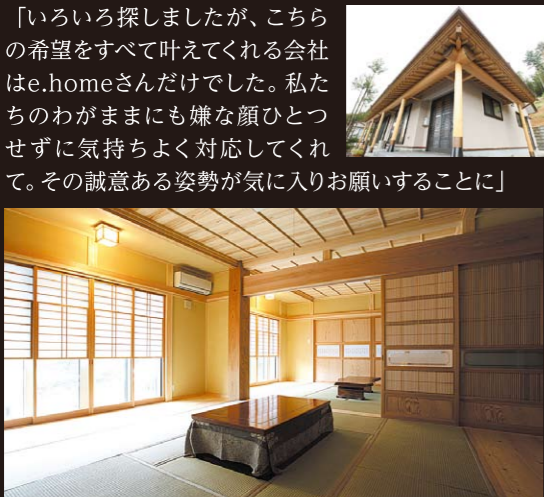 「いろいろ探しましたが、こちら
の希望をすべて叶えてくれる会社
はe.homeさんだけでした。私た
ちのわがままにも嫌な顔ひとつ
せずに気持ちよく対応してくれ
て。その誠意ある姿勢が気に入りお願いすることに」